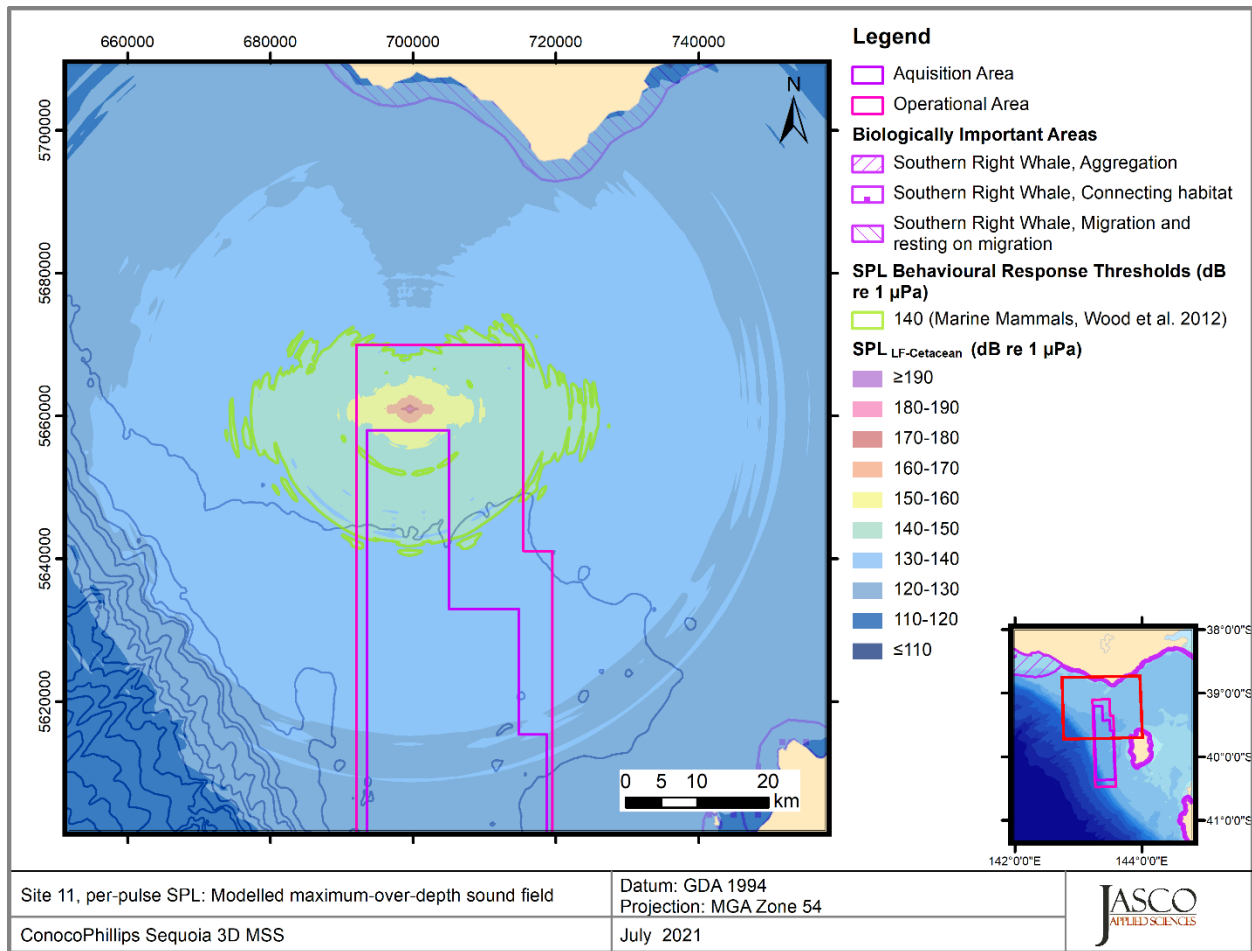 660000 680000 700000 720000 740000
5700000
5680000
5660000
5640000
5620000
N
0 5 10 20
km
Legend
Aquisition Area
Operational Area
Biologically Important Areas
Southern Right Whale, Aggregation
Southern Right Whale, Connecting habitat
Southern Right Whale, Migration and
resting on migration
SPL Behavioural Response Thresholds (dB
re 1 µPa)
140 (Marine Mammals, Wood et al. 2012)
SPL LF-Cetacean (dB re 1 µPa)
≥190
180-190
170-180
160-170
150-160
140-150
130-140
120-130
110-120
≤110
38°0'0"S
39°0'0"S
40°0'0"S
41°0'0"S
142°0'0"E 144°0'0"E
Site 11, per-pulse SPL: Modelled maximum-over-depth sound field
Datum: GDA 1994
Projection: MGA Zone 54
ConocoPhillips Sequoia 3D MSS
July 2021
JASCO
APPLIED SCIENCES